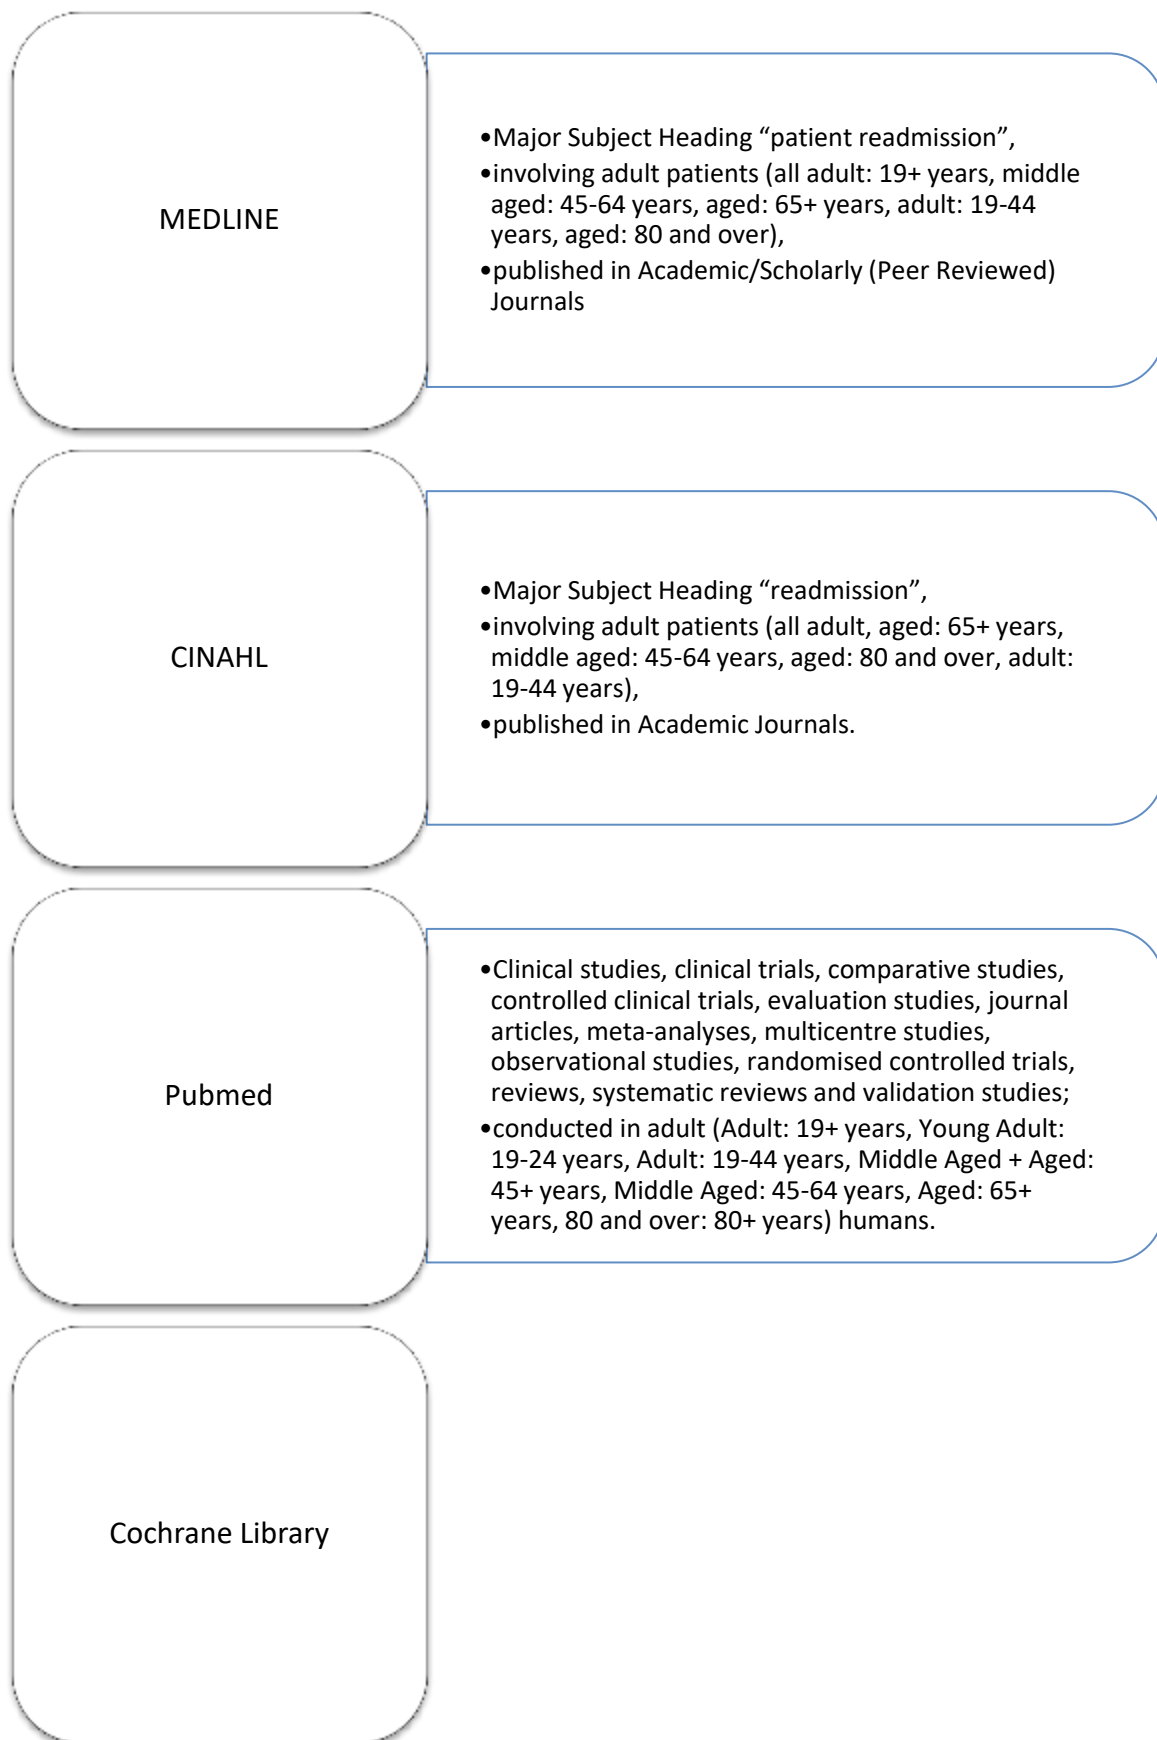 MEDLINE
•Major Subject Heading “patient readmission”,
•involving adult patients (all adult: 19+ years, middle
aged: 45-64 years, aged: 65+ years, adult: 19-44
years, aged: 80 and over),
•published in Academic/Scholarly (Peer Reviewed)
Journals
CINAHL
•Major Subject Heading “readmission”,
•involving adult patients (all adult, aged: 65+ years,
middle aged: 45-64 years, aged: 80 and over, adult:
19-44 years),
•published in Academic Journals.
Pubmed
•Clinical studies, clinical trials, comparative studies,
controlled clinical trials, evaluation studies, journal
articles, meta-analyses, multicentre studies,
observational studies, randomised controlled trials,
reviews, systematic reviews and validation studies;
•conducted in adult (Adult: 19+ years, Young Adult:
19-24 years, Adult: 19-44 years, Middle Aged + Aged:
45+ years, Middle Aged: 45-64 years, Aged: 65+
years, 80 and over: 80+ years) humans.
Cochrane Library